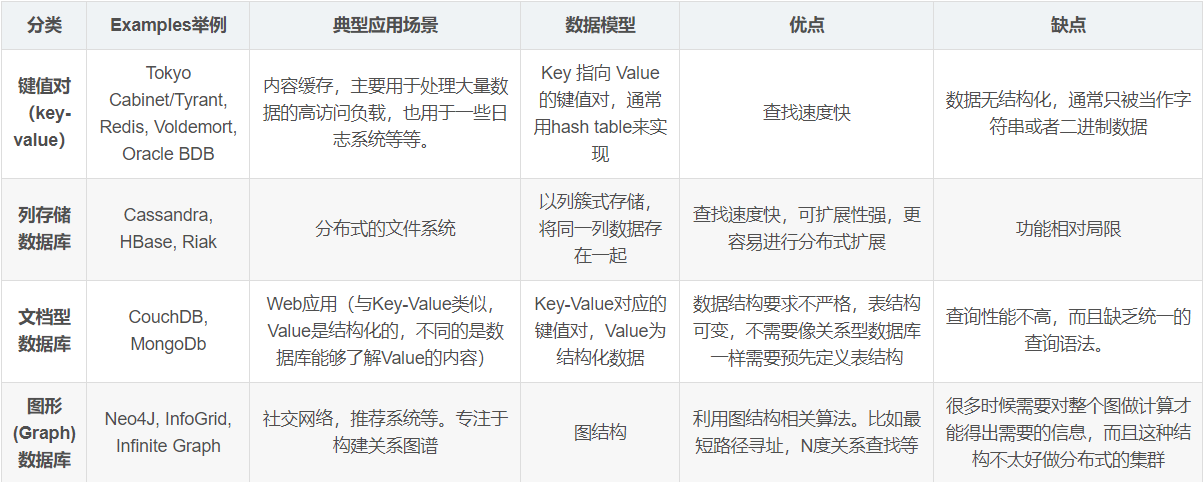 分类
Examples举例
典型应用场景
数据模型
优点
缺点
键值对
（key-
value）
Tokyo
Cabinet/Tyrant,
Redis, Voldemort,
Oracle BDB
内容缓存，主要用于处理大量数
据的高访问负载，也用于一些日
志系统等等。
Key 指向 Value
的键值对，通常
用hash table来实
现
查找速度快
数据无结构化，通常只被当作字
符串或者二进制数据
列存储
数据库
Cassandra,
HBase, Riak
分布式的文件系统
以列簇式存储，
将同一列数据存
在一起
查找速度快，可扩展性强，更
容易进行分布式扩展
功能相对局限
文档型
数据库
CouchDB,
MongoDb
Web应用（与Key-Value类似，
Value是结构化的，不同的是数
据库能够了解Value的内容）
Key-Value对应的
键值对，Value为
结构化数据
数据结构要求不严格，表结构
可变，不需要像关系型数据库
一样需要预先定义表结构
查询性能不高，而且缺乏统一的
查询语法。
图形
(Graph)
数据库
Neo4J, InfoGrid,
Infinite Graph
社交网络，推荐系统等。专注于
构建关系图谱
图结构
利用图结构相关算法。比如最
短路径寻址，N度关系查找等
很多时候需要对整个图做计算才
能得出需要的信息，而且这种结
构不太好做分布式的集群